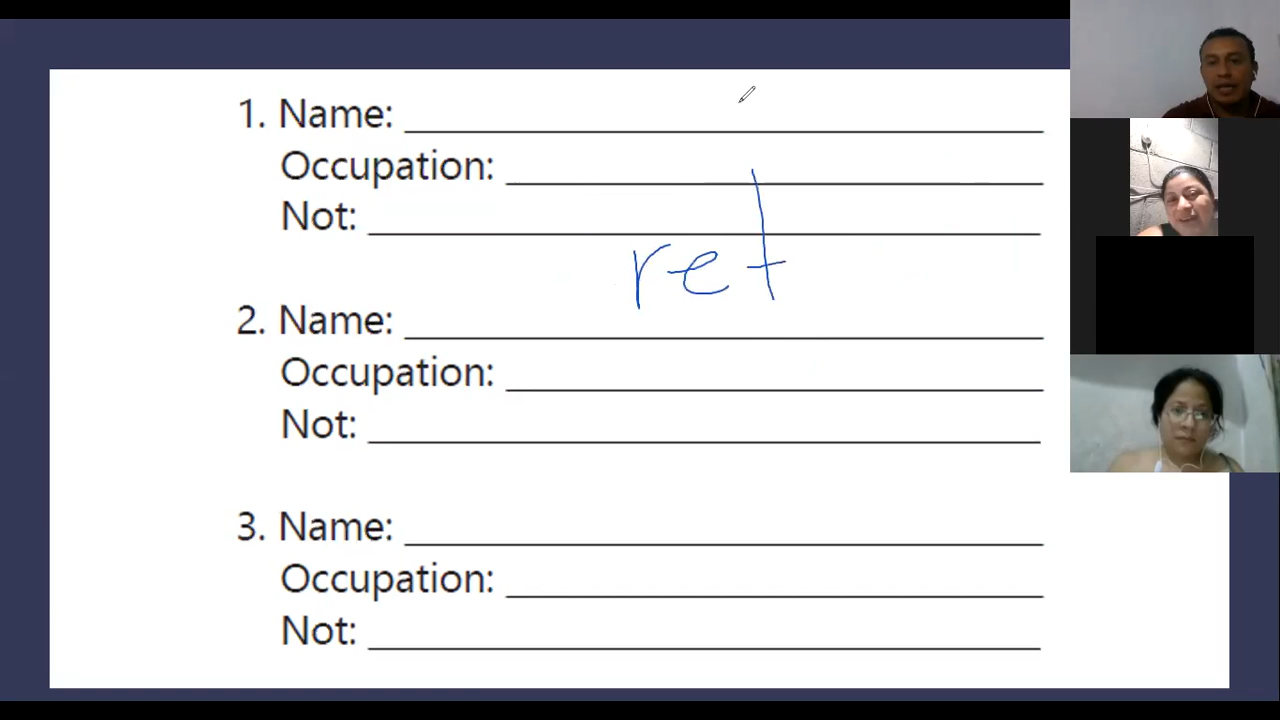 1. Name: 
Occupation: 
Not: 
ret
2. Name: 
Occupation: 
Not: 
3. Name: 
Occupation: 
Not: